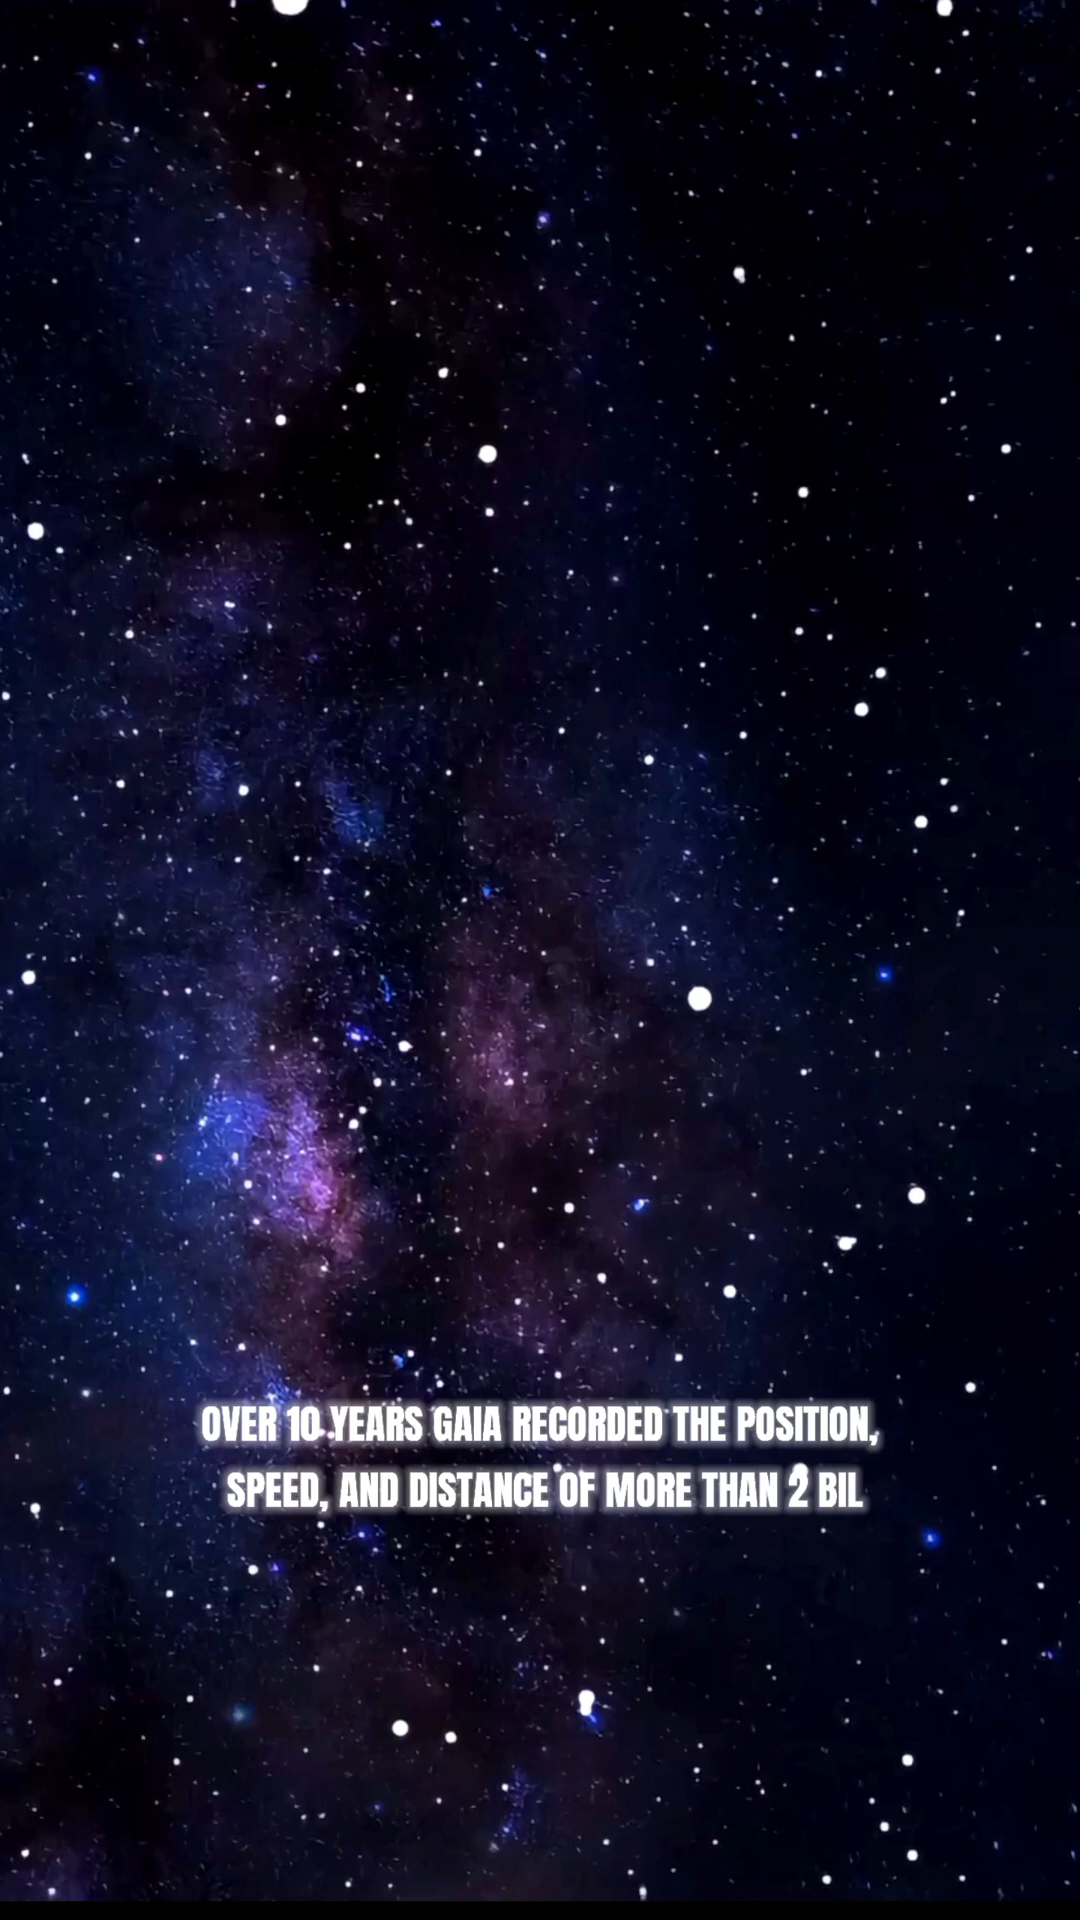 OVER 10 YEARS GAIA RECORDED THE POSITION,
SPEED, AND DISTANCE OF MORE THAN 2 BIL